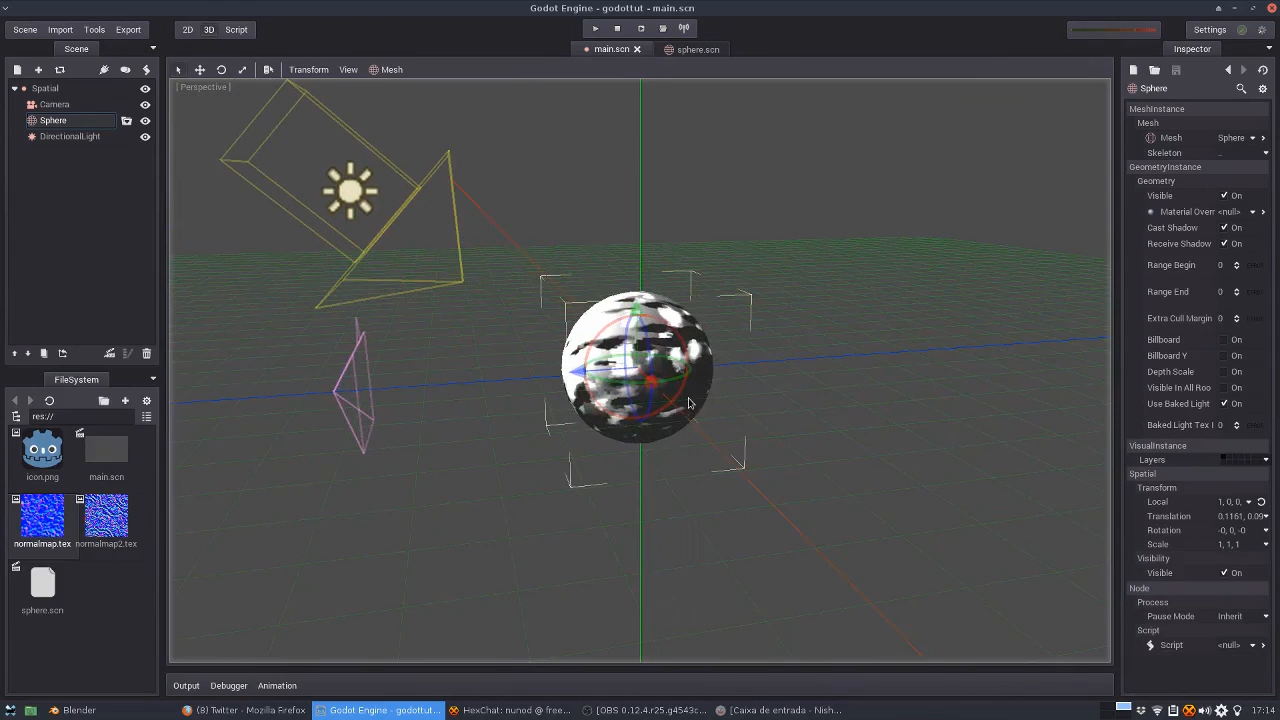 Godot Engine - godottut - main.scn
Scene Import Tools Export
2D 3D Script
Settings
Scene
main.scn
sphere.scn
Inspector
Transform View Mesh
[ Perspective ]
Spatial
Camera
Sphere
DirectionalLight
FileSystem
res://
icon.png
main.scn
normalmap.tex
normalmap2.tex
sphere.scn
Sphere
MeshInstance
Mesh
Mesh Sphere
Skeleton ..
GeometryInstance
Geometry
Visible On
Material Overr <null>
Cast Shadow On
Receive Shadow On
Range Begin 0
Range End 0
Extra Cull Margin 0
Billboard On
Billboard Y On
Depth Scale On
Visible In All Roo On
Use Baked Light On
Baked Light Tex I 0
VisualInstance
Layers
Spatial
Transform
Local 1, 0, 0,
Translation 0.1161, 0.09
Rotation -0, 0, -0
Scale 1, 1, 1
Visibility
Visible On
Node
Process
Pause Mode Inherit
Script
Script <null>
Output Debugger Animation
Blender
(8) Twitter - Mozilla Firefox
Godot Engine - godottut...
HexChat: nunod @ free...
[OBS 0.12.4.r25.g4543c...
[Caixa de entrada - Nish...
17:14